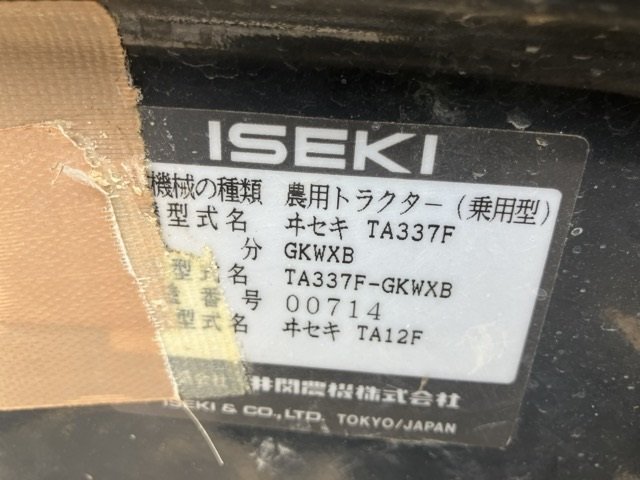 ISEKI
機械の種類 農用トラクター(乗用型)
型式名 ヰセキ TA337F
分 GKWXB
型式名 TA337F-GKWXB
番号 00714
型式名 ヰセキ TA12F
井関農機株式会社
ISEKI & CO., LTD. TOKYO/JAPAN